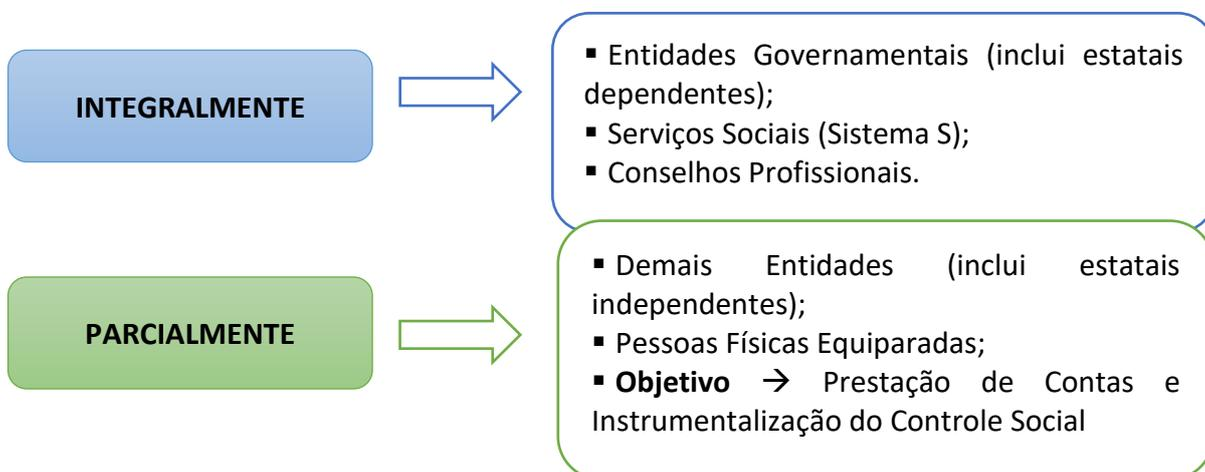 INTEGRALMENTE
▪ Entidades Governamentais (inclui estatais
dependentes);
▪ Serviços Sociais (Sistema S);
▪ Conselhos Profissionais.
PARCIALMENTE
▪ Demais Entidades (inclui estatais
independentes);
▪ Pessoas Físicas Equiparadas;
▪ Objetivo → Prestação de Contas e
Instrumentalização do Controle Social